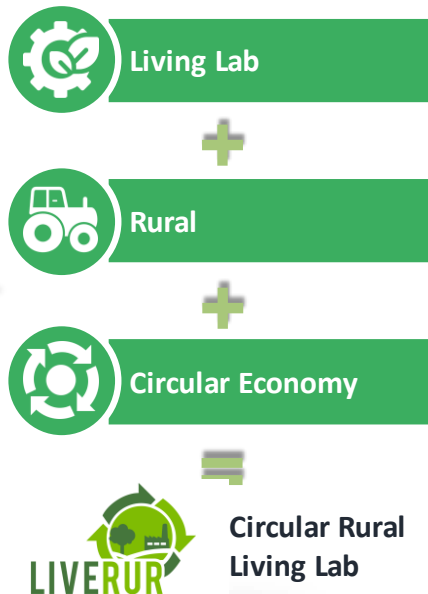 Living Lab
+
Rural
+
Circular Economy
=
LIVERUR
Circular Rural
Living Lab